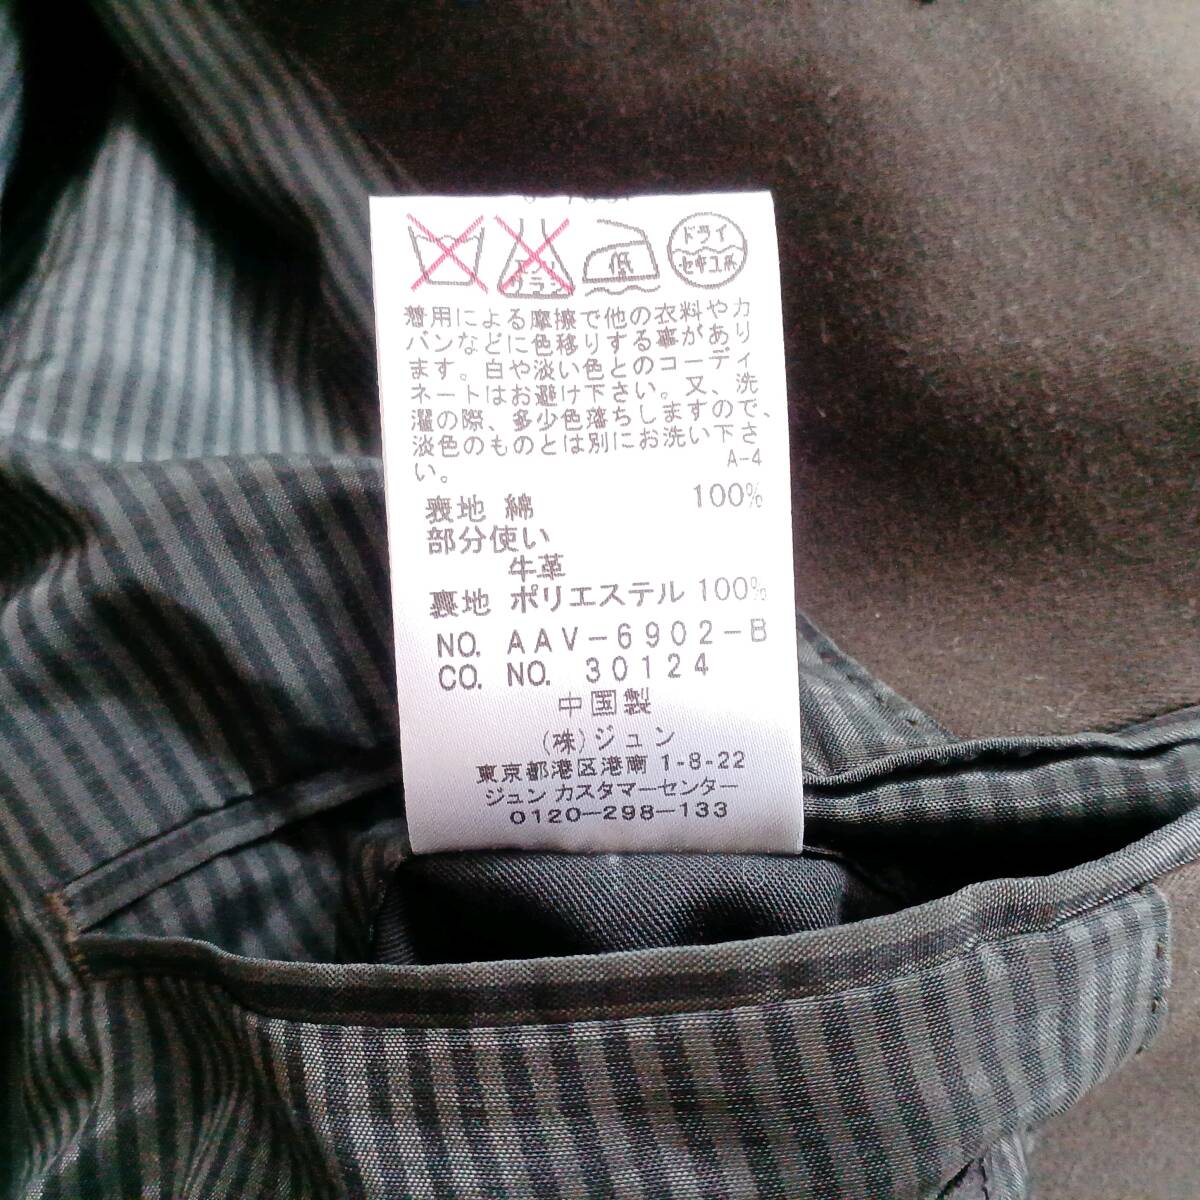 エンソ
サラシ
低
ドライ
セキユ系
着用による摩擦で他の衣料やカ
バンなどに色移りする事があり
ます。白や淡い色とのコーディ
ネートはお避け下さい。又、洗
濯の際、多少色落ちしますので、
淡色のものとは別にお洗い下さ
い。
A-4
表地 綿 100%
部分使い
牛革
裏地 ポリエステル 100%
NO. AAV-6902-B
CO. NO. 30124
中国製
(株)ジュン
東京都港区港南 1-8-22
ジュン カスタマーセンター
0120-298-133